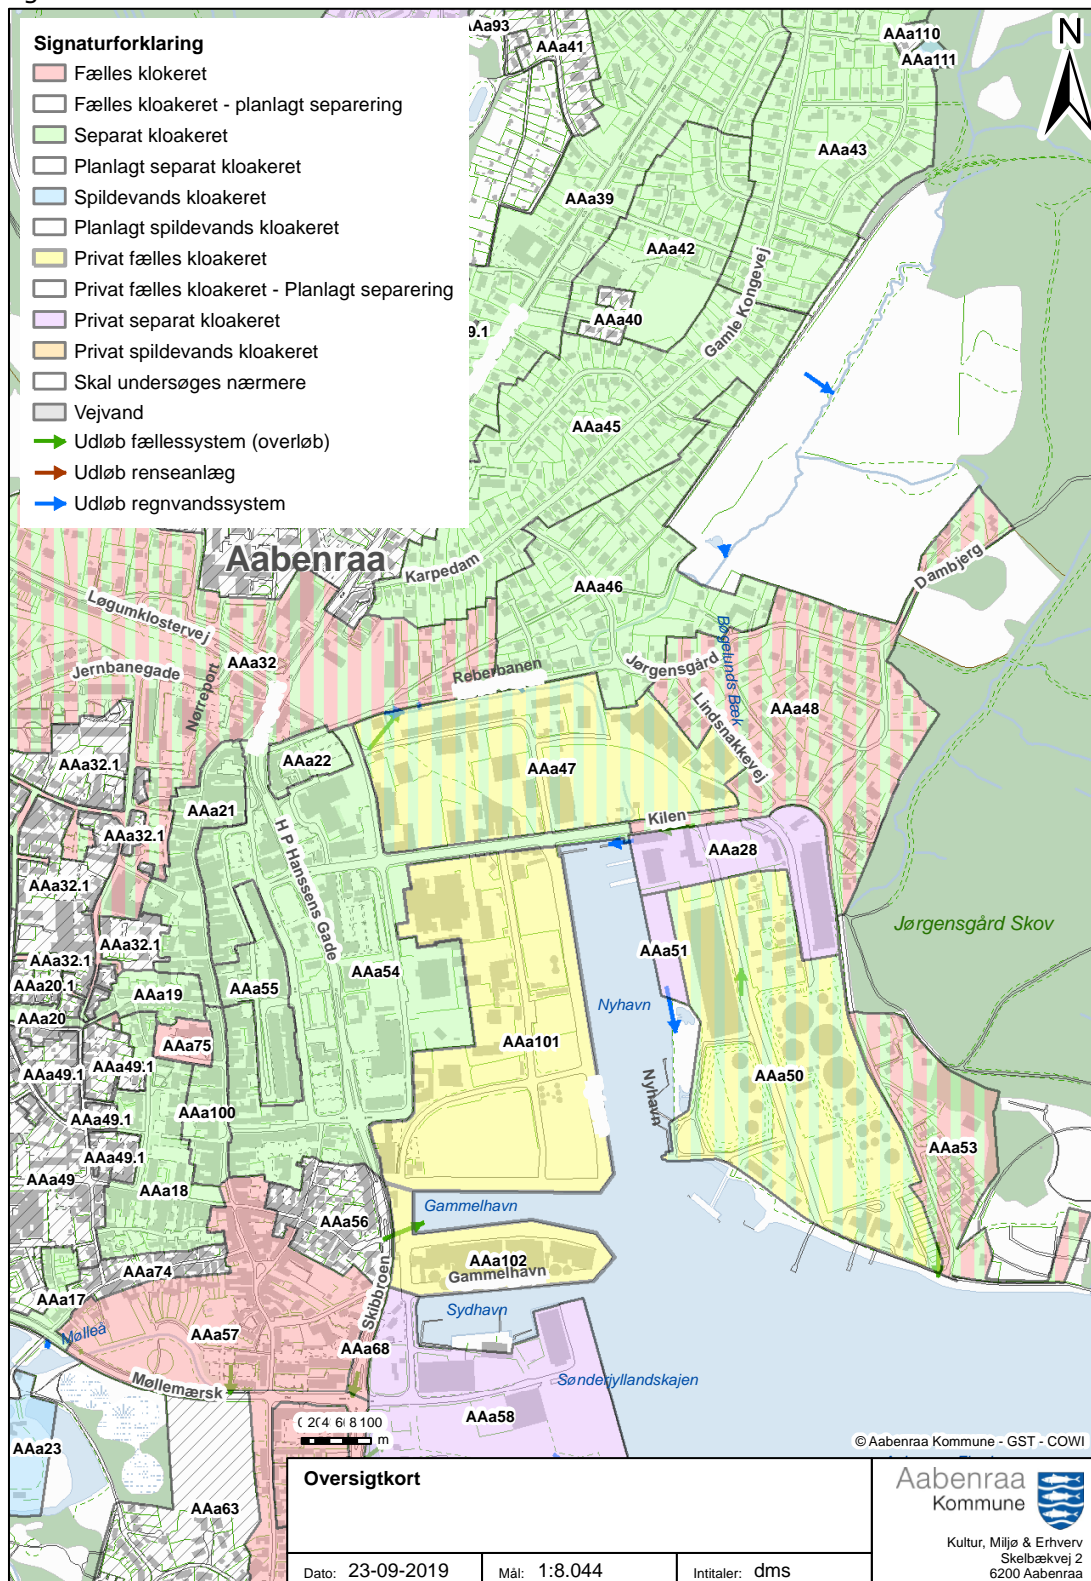 Signaturforklaring
Fælles klokeret
Fælles kloakeret - planlagt separering
Separat kloakeret
Planlagt separat kloakeret
Spildevands kloakeret
Planlagt spildevands kloakeret
Privat fælles kloakeret
Privat fælles kloakeret - Planlagt separering
Privat separat kloakeret
Privat spildevands kloakeret
Skal undersøges nærmere
Vejvand
Udløb fællessystem (overløb)
Udløb renseanlæg
Udløb regnvandssystem
N
AAa93
AAa41
AAa110
AAa111
AAa43
AAa39
AAa42
AAa40
9.1
Gamle Kongevej
AAa45
Aabenraa
Karpedam
AAa46
Dambjerg
Løgumklostervej
Jernbanegade
Nørreport
AAa32
Reberbanen
Jørgensgård
Bøgelunds Bæk
Lindsnakkevej
AAa48
AAa32.1
AAa22
AAa47
AAa21
AAa32.1
Kilen
AAa28
H P Hanssens Gade
AAa32.1
Jørgensgård Skov
AAa32.1
AAa32.1
AAa51
AAa54
AAa55
AAa20.1
AAa19
AAa20
Nyhavn
AAa75
AAa101
AAa49.1
AAa49.1
AAa50
Nyhavn
AAa100
AAa49.1
AAa49.1
AAa53
AAa49
AAa18
Gammelhavn
AAa56
AAa102
Gammelhavn
AAa74
Skibbroen
AAa17
Sydhavn
Mølleå
AAa57
AAa68
Møllemærsk
Sønderjyllandskajen
AAa58
100
m
AAa23
© Aabenraa Kommune - GST - COWI
AAa63
Oversigtkort
Aabenraa
Kommune
Kultur, Miljø & Erhverv
Skelbækvej 2
6200 Aabenraa
Dato: 23-09-2019
Mål: 1:8.044
Intitaler: dms